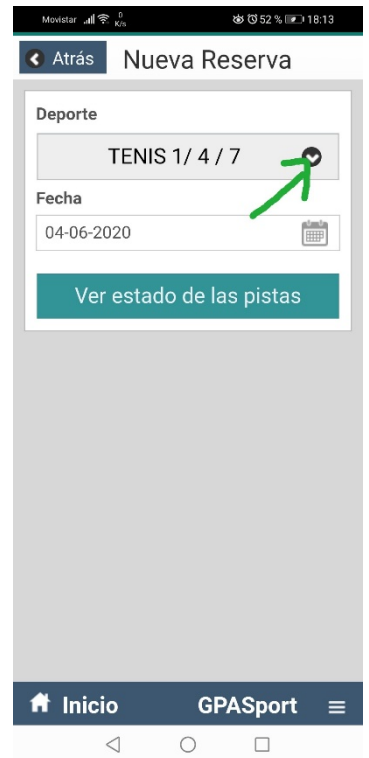 Movistar 0 K/s 52 % 18:13
Atrás Nueva Reserva
Deporte
TENIS 1/ 4 / 7
Fecha
04-06-2020
Ver estado de las pistas
Inicio GPASport